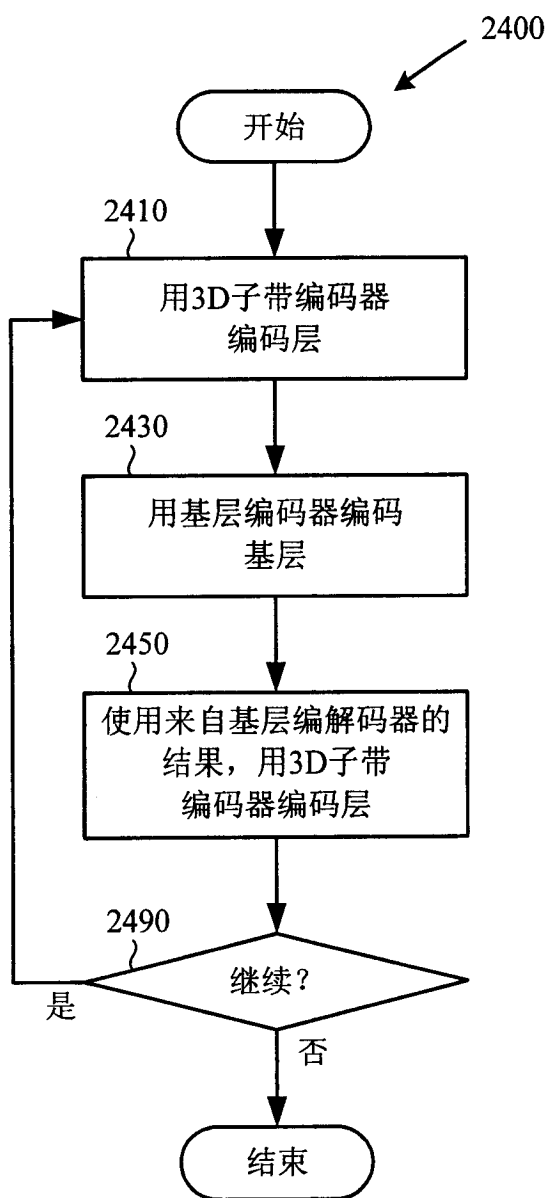 2400
开始
2410
用3D子带编码器
编码层
2430
用基层编码器编码
基层
2450
使用来自基层编解码器的
结果，用3D子带
编码器编码层
2490
继续？
是
否
结束